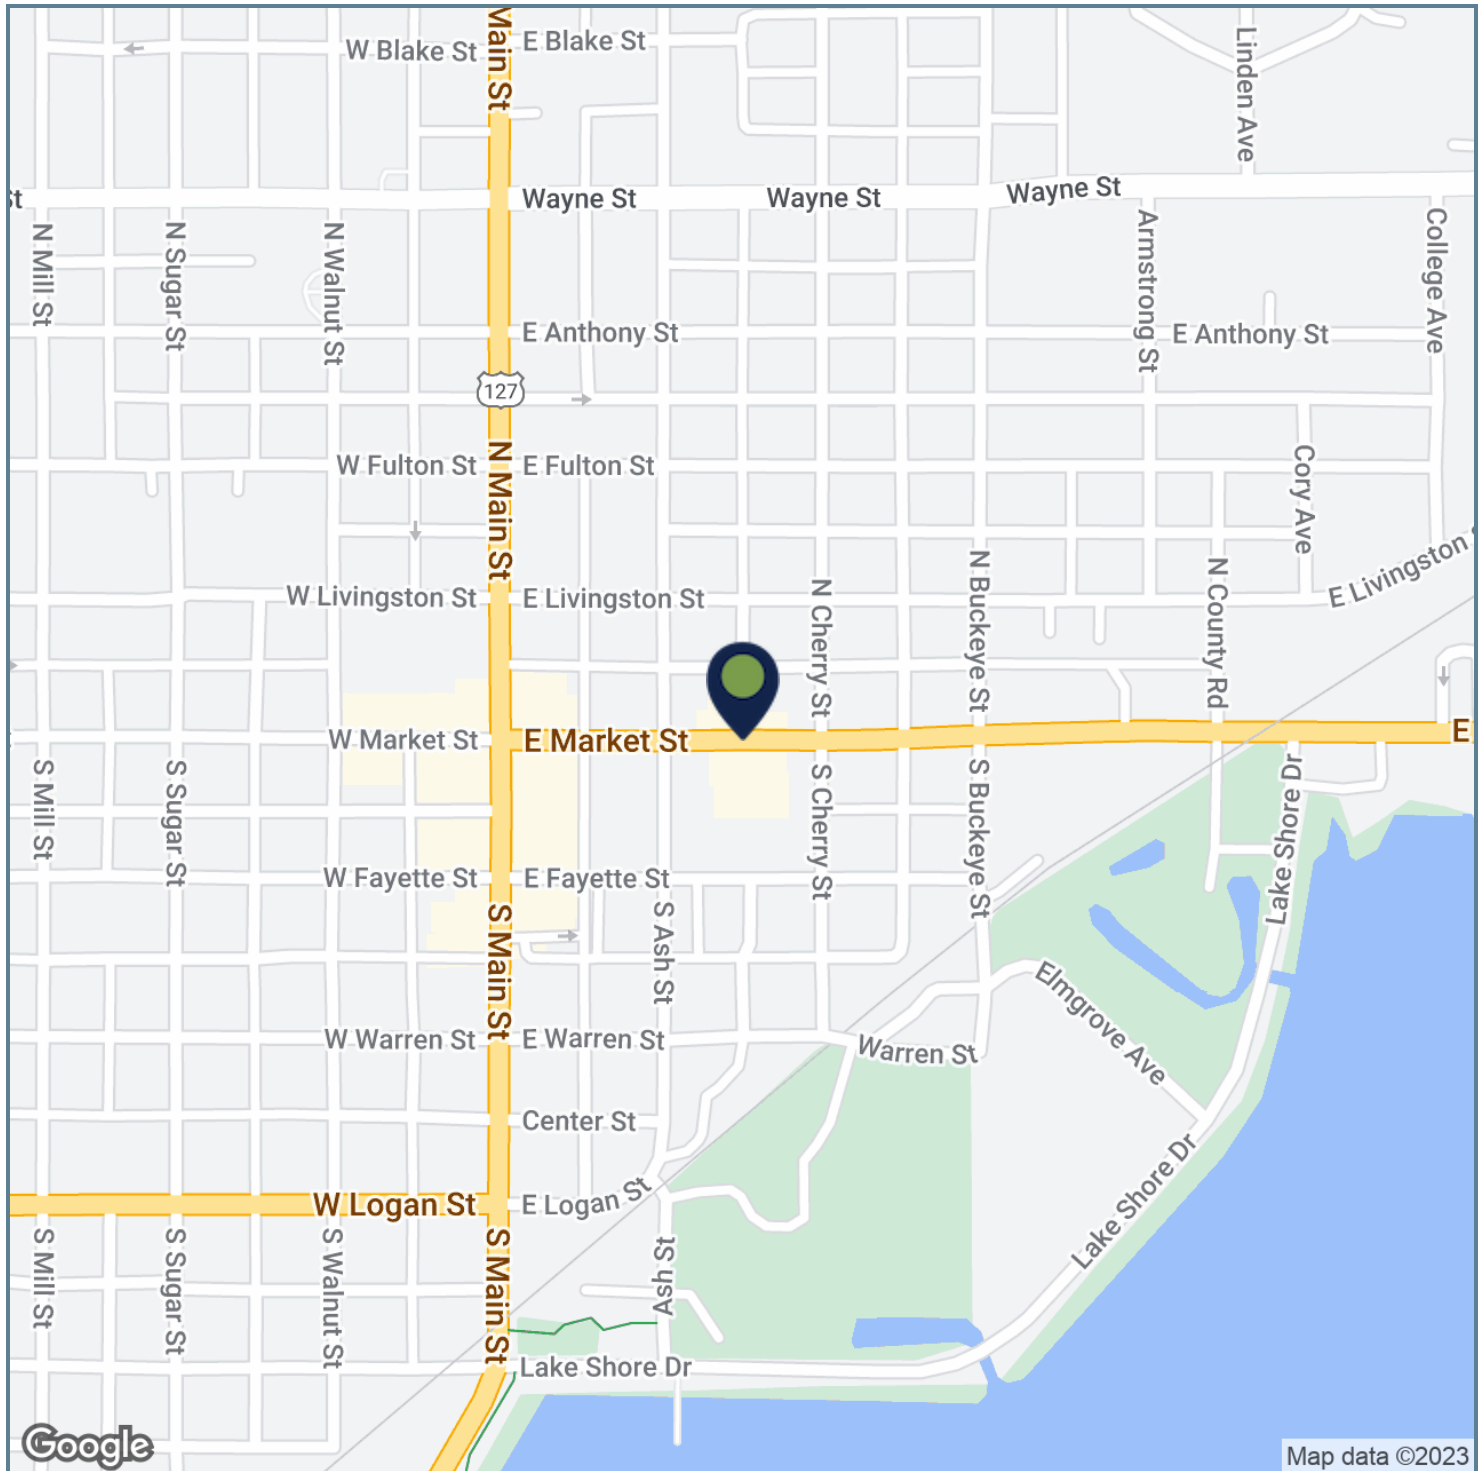 Main St
W Blake St
E Blake St
Linden Ave
St
Wayne St
Wayne St
Wayne St
N Mill St
N Sugar St
N Walnut St
Armstrong St
College Ave
E Anthony St
E Anthony St
127
W Fulton St
N Main St
E Fulton St
Cory Ave
W Livingston St
E Livingston St
N Cherry St
N Buckeye St
N County Rd
E Livingston
W Market St
E Market St
E
S Mill St
S Sugar St
S Cherry St
S Buckeye St
Lake Shore Dr
W Fayette St
E Fayette St
S Main St
S Ash St
Elmgrove Ave
W Warren St
E Warren St
Warren St
Center St
Lake Shore Dr
W Logan St
E Logan St
S Mill St
S Sugar St
S Walnut St
S Main St
Ash St
Lake Shore Dr
Google
Map data ©2023